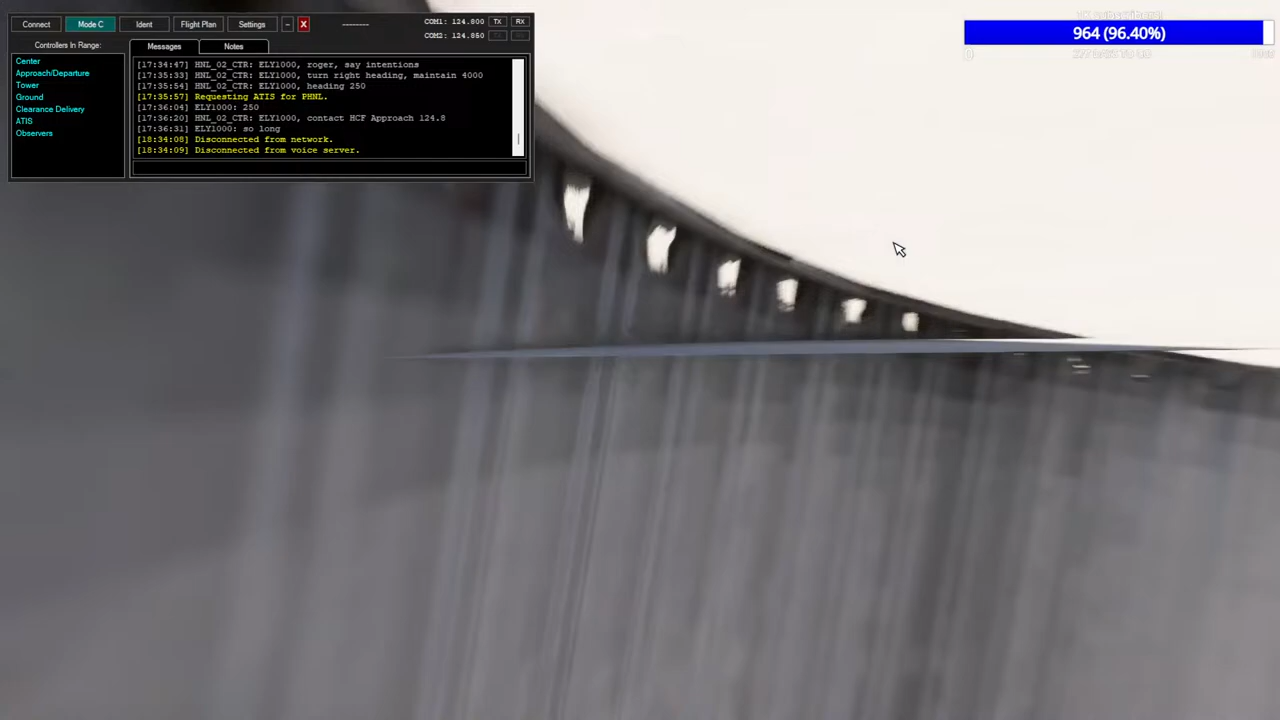 Connect
Mode C
Ident
Flight Plan
Settings
–
X
--------
COM1: 124.800
TX
RX
COM2: 124.850
TX
RX
Controllers In Range:
Center
Approach/Departure
Tower
Ground
Clearance Delivery
ATIS
Observers
Messages
Notes
[17:34:47] HNL_02_CTR: ELY1000, roger, say intentions
[17:35:33] HNL_02_CTR: ELY1000, turn right heading, maintain 4000
[17:35:54] HNL_02_CTR: ELY1000, heading 250
[17:35:57] Requesting ATIS for PHNL.
[17:36:04] ELY1000: 250
[17:36:20] HNL_02_CTR: ELY1000, contact HCF Approach 124.8
[17:36:31] ELY1000: so long
[18:34:08] Disconnected from network.
[18:34:09] Disconnected from voice server.
964 (96.40%)